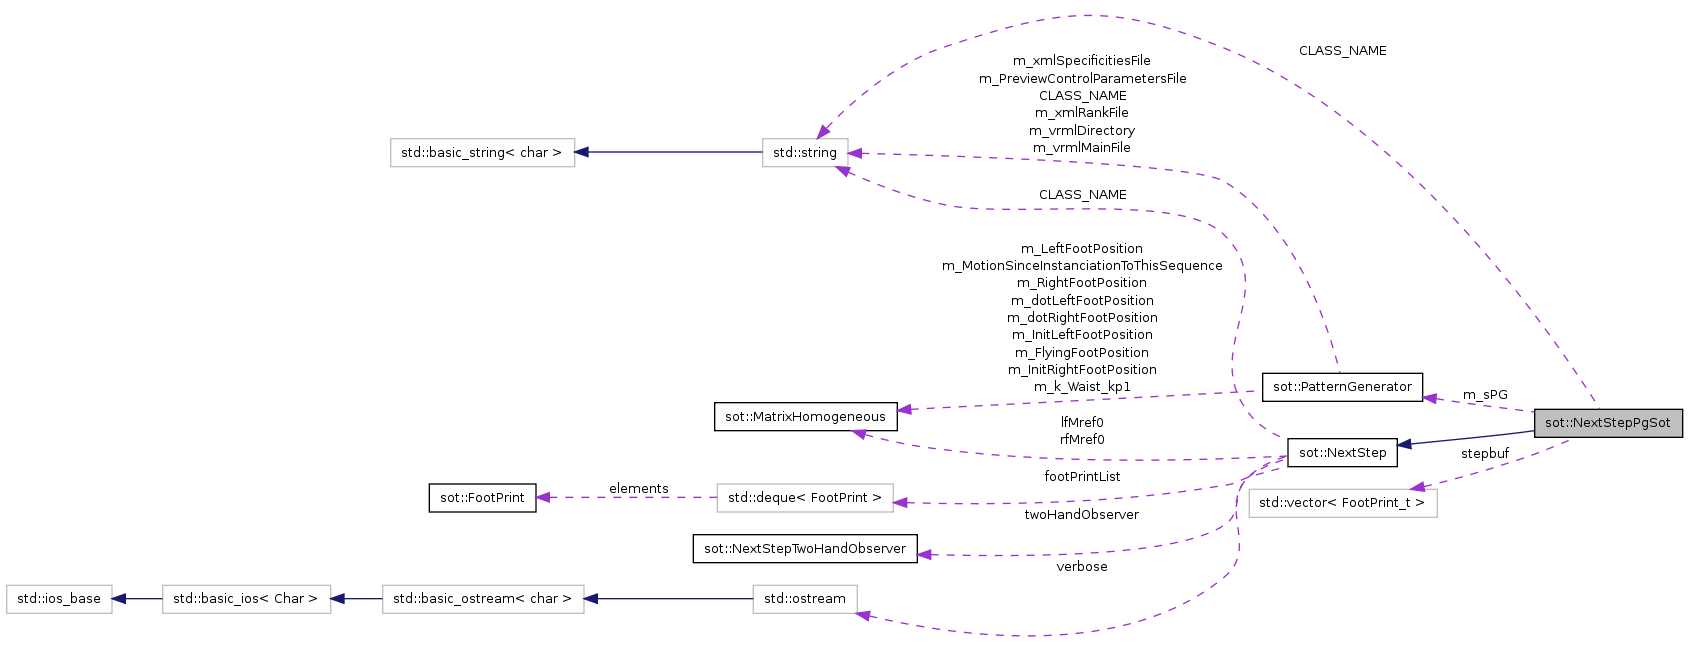 CLASS_NAME
m_xmlSpecificitiesFile
m_PreviewControlParametersFile
CLASS_NAME
m_xmlRankFile
m_vrmlDirectory
m_vrmlMainFile
std::basic_string< char >
std::string
CLASS_NAME
m_LeftFootPosition
m_MotionSinceInstanciationToThisSequence
m_RightFootPosition
m_dotLeftFootPosition
m_dotRightFootPosition
m_InitLeftFootPosition
m_FlyingFootPosition
m_InitRightFootPosition
m_k_Waist_kp1
sot::PatternGenerator
m_sPG
sot::MatrixHomogeneous
sot::NextStepPgSot
lfMref0
rfMref0
sot::NextStep
stepbuf
footPrintList
elements
sot::FootPrint
std::deque< FootPrint >
std::vector< FootPrint_t >
twoHandObserver
sot::NextStepTwoHandObserver
verbose
std::ios_base
std::basic_ios< Char >
std::basic_ostream< char >
std::ostream